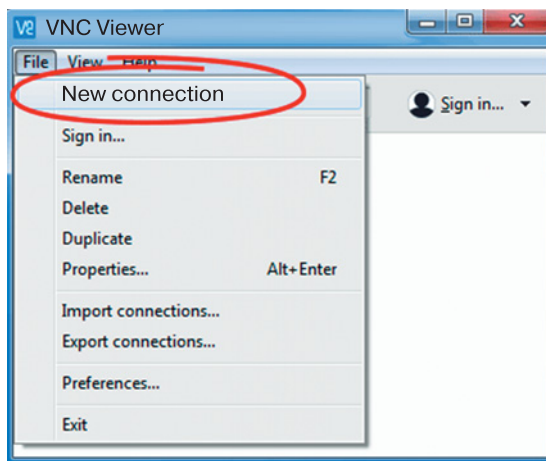 V2 VNC Viewer
File View Help
New connection
Sign in...
Sign in...
Rename F2
Delete
Duplicate
Properties... Alt+Enter
Import connections...
Export connections...
Preferences...
Exit